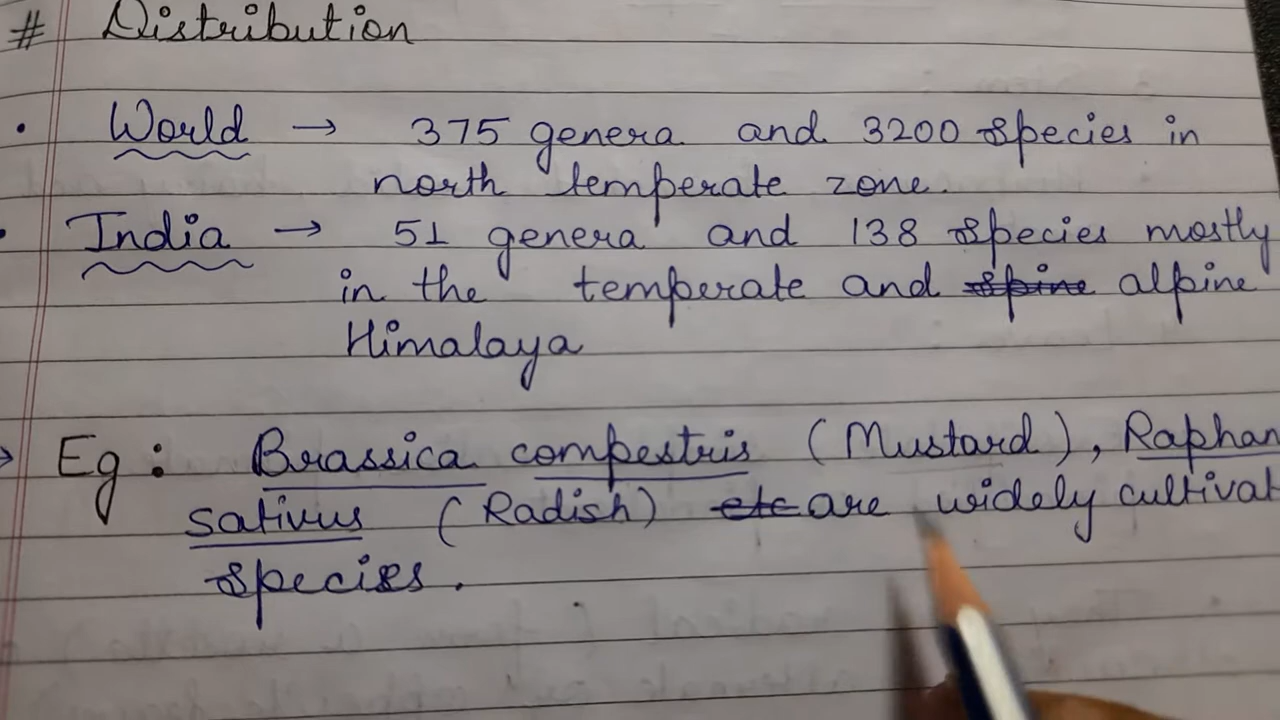 # Distribution
• World → 375 genera and 3200 species in
north temperate zone.
• India → 51 genera and 138 species mostly
in the temperate and ~~spine~~ alpine
Himalaya
→ Eg: Brassica compestris (Mustard), Raphan
sativus (Radish) ~~etc~~ are widely cultivat
species.